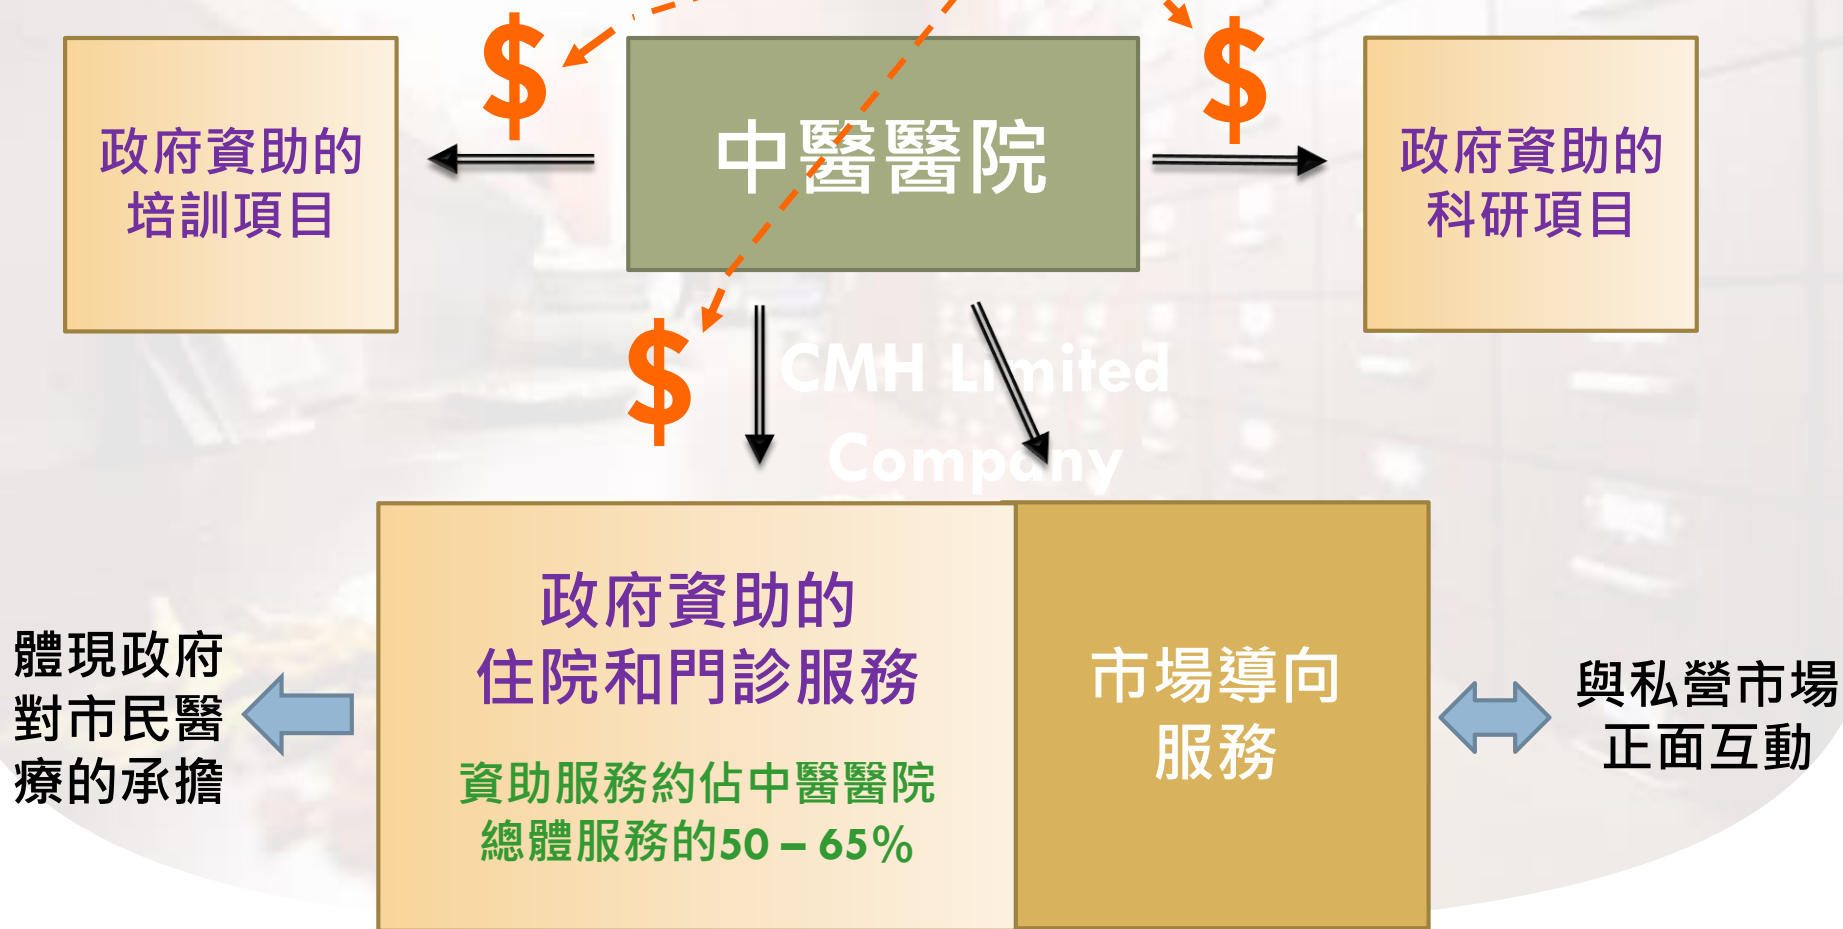 $
$
政府資助的
培訓項目
中醫醫院
政府資助的
科研項目
$
CMH Limited
Company
政府資助的
住院和門診服務
資助服務約佔中醫醫院
總體服務的50 – 65%
市場導向
服務
體現政府
對市民醫
療的承擔
與私營市場
正面互動